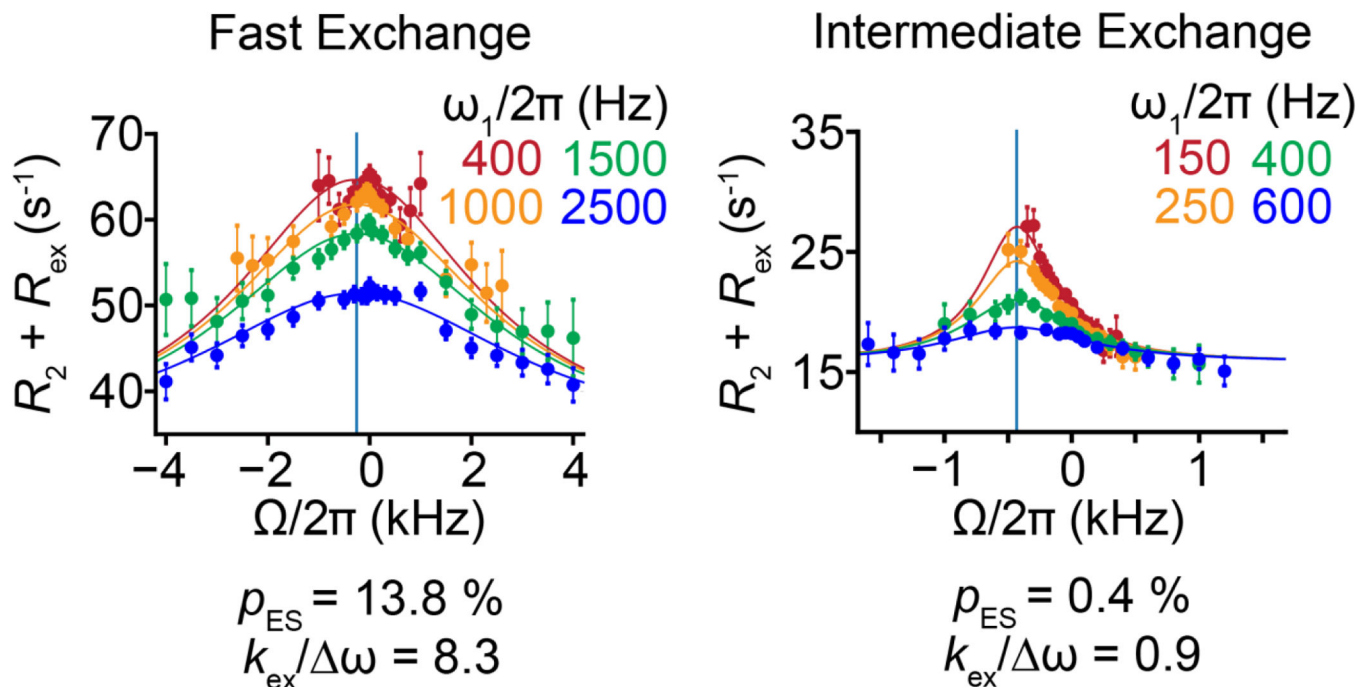 Fast Exchange
ω₁/2π (Hz)
400 1500
1000 2500
R₂ + Rₑₓ (s⁻¹)
70
60
50
40
−4 −2 0 2 4
Ω/2π (kHz)
p_ES = 13.8 %
kₑₓ/Δω = 8.3
Intermediate Exchange
ω₁/2π (Hz)
150 400
250 600
R₂ + Rₑₓ (s⁻¹)
35
25
15
−1 0 1
Ω/2π (kHz)
p_ES = 0.4 %
kₑₓ/Δω = 0.9